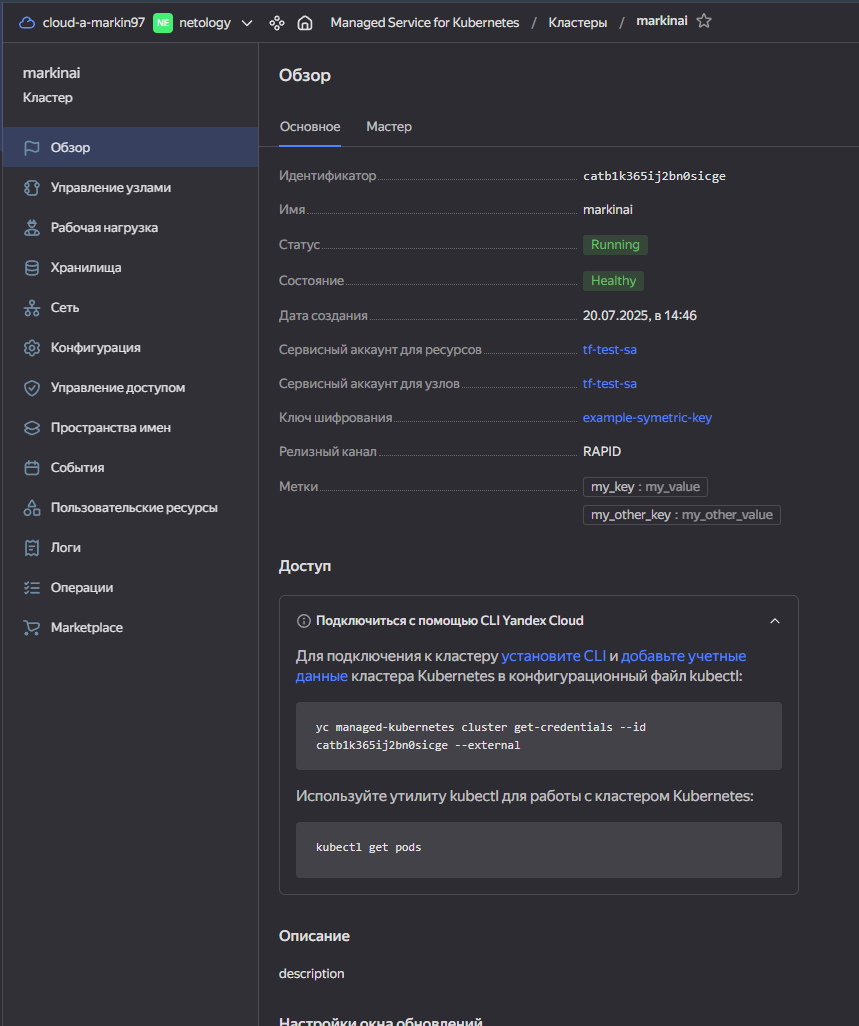 cloud-a-markin97 NE netology Managed Service for Kubernetes / Кластеры / markinai
markinai
Кластер
Обзор
Управление узлами
Рабочая нагрузка
Хранилища
Сеть
Конфигурация
Управление доступом
Пространства имен
События
Пользовательские ресурсы
Логи
Операции
Marketplace
Обзор
Основное Мастер
Идентификатор catb1k365ij2bn0sicge
Имя markinai
Статус Running
Состояние Healthy
Дата создания 20.07.2025, в 14:46
Сервисный аккаунт для ресурсов tf-test-sa
Сервисный аккаунт для узлов tf-test-sa
Ключ шифрования example-symetric-key
Релизный канал RAPID
Метки my_key : my_value
my_other_key : my_other_value
Доступ
Подключиться с помощью CLI Yandex Cloud
Для подключения к кластеру установите CLI и добавьте учетные
данные кластера Kubernetes в конфигурационный файл kubectl:
yc managed-kubernetes cluster get-credentials --id
catb1k365ij2bn0sicge --external
Используйте утилиту kubectl для работы с кластером Kubernetes:
kubectl get pods
Описание
description
Настройки окна обновлений